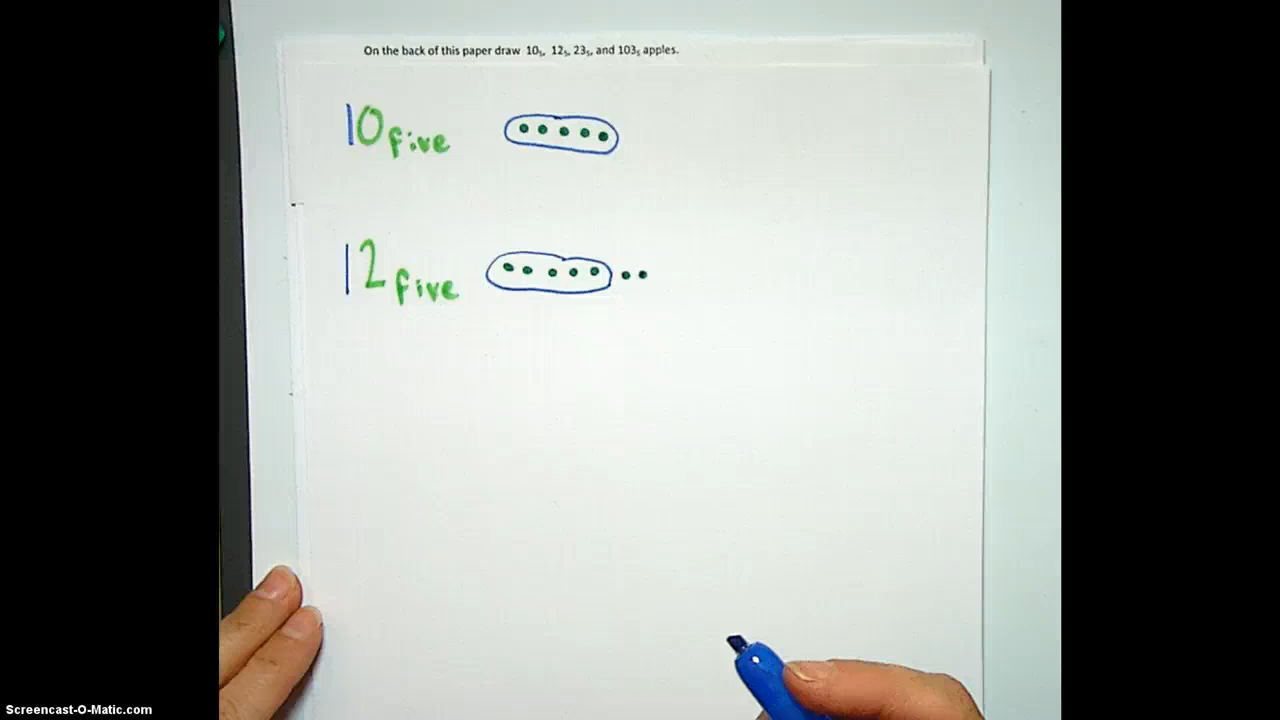 On the back of this paper draw 10₅, 12₅, 23₅, and 103₅ apples.
10five
12five
Screencast-O-Matic.com